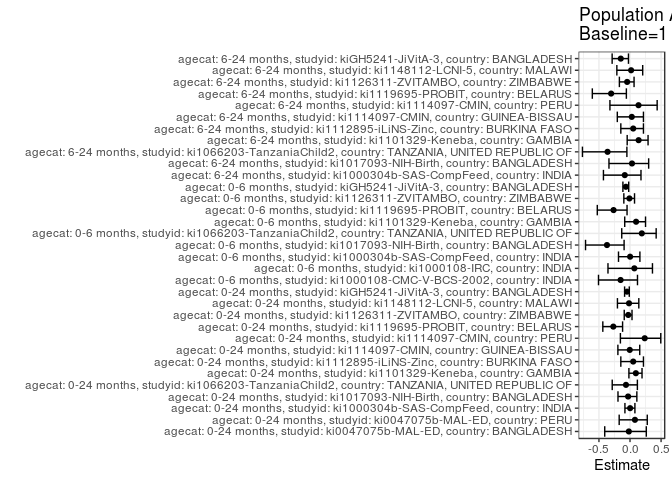 Population A
Baseline=1
agecat: 6-24 months, studyid: kiGH5241-JiVitA-3, country: BANGLADESH
agecat: 6-24 months, studyid: ki1148112-LCNI-5, country: MALAWI
agecat: 6-24 months, studyid: ki1126311-ZVITAMBO, country: ZIMBABWE
agecat: 6-24 months, studyid: ki1119695-PROBIT, country: BELARUS
agecat: 6-24 months, studyid: ki1114097-CMIN, country: PERU
agecat: 6-24 months, studyid: ki1114097-CMIN, country: GUINEA-BISSAU
agecat: 6-24 months, studyid: ki1112895-iLiNS-Zinc, country: BURKINA FASO
agecat: 6-24 months, studyid: ki1101329-Keneba, country: GAMBIA
agecat: 6-24 months, studyid: ki1066203-TanzaniaChild2, country: TANZANIA, UNITED REPUBLIC OF
agecat: 6-24 months, studyid: ki1017093-NIH-Birth, country: BANGLADESH
agecat: 6-24 months, studyid: ki1000304b-SAS-CompFeed, country: INDIA
agecat: 0-6 months, studyid: kiGH5241-JiVitA-3, country: BANGLADESH
agecat: 0-6 months, studyid: ki1126311-ZVITAMBO, country: ZIMBABWE
agecat: 0-6 months, studyid: ki1119695-PROBIT, country: BELARUS
agecat: 0-6 months, studyid: ki1101329-Keneba, country: GAMBIA
agecat: 0-6 months, studyid: ki1066203-TanzaniaChild2, country: TANZANIA, UNITED REPUBLIC OF
agecat: 0-6 months, studyid: ki1017093-NIH-Birth, country: BANGLADESH
agecat: 0-6 months, studyid: ki1000304b-SAS-CompFeed, country: INDIA
agecat: 0-6 months, studyid: ki1000108-IRC, country: INDIA
agecat: 0-6 months, studyid: ki1000108-CMC-V-BCS-2002, country: INDIA
agecat: 0-24 months, studyid: kiGH5241-JiVitA-3, country: BANGLADESH
agecat: 0-24 months, studyid: ki1148112-LCNI-5, country: MALAWI
agecat: 0-24 months, studyid: ki1126311-ZVITAMBO, country: ZIMBABWE
agecat: 0-24 months, studyid: ki1119695-PROBIT, country: BELARUS
agecat: 0-24 months, studyid: ki1114097-CMIN, country: PERU
agecat: 0-24 months, studyid: ki1114097-CMIN, country: GUINEA-BISSAU
agecat: 0-24 months, studyid: ki1112895-iLiNS-Zinc, country: BURKINA FASO
agecat: 0-24 months, studyid: ki1101329-Keneba, country: GAMBIA
agecat: 0-24 months, studyid: ki1066203-TanzaniaChild2, country: TANZANIA, UNITED REPUBLIC OF
agecat: 0-24 months, studyid: ki1017093-NIH-Birth, country: BANGLADESH
agecat: 0-24 months, studyid: ki1000304b-SAS-CompFeed, country: INDIA
agecat: 0-24 months, studyid: ki0047075b-MAL-ED, country: PERU
agecat: 0-24 months, studyid: ki0047075b-MAL-ED, country: BANGLADESH
-0.5 0.0 0.5
Estimate